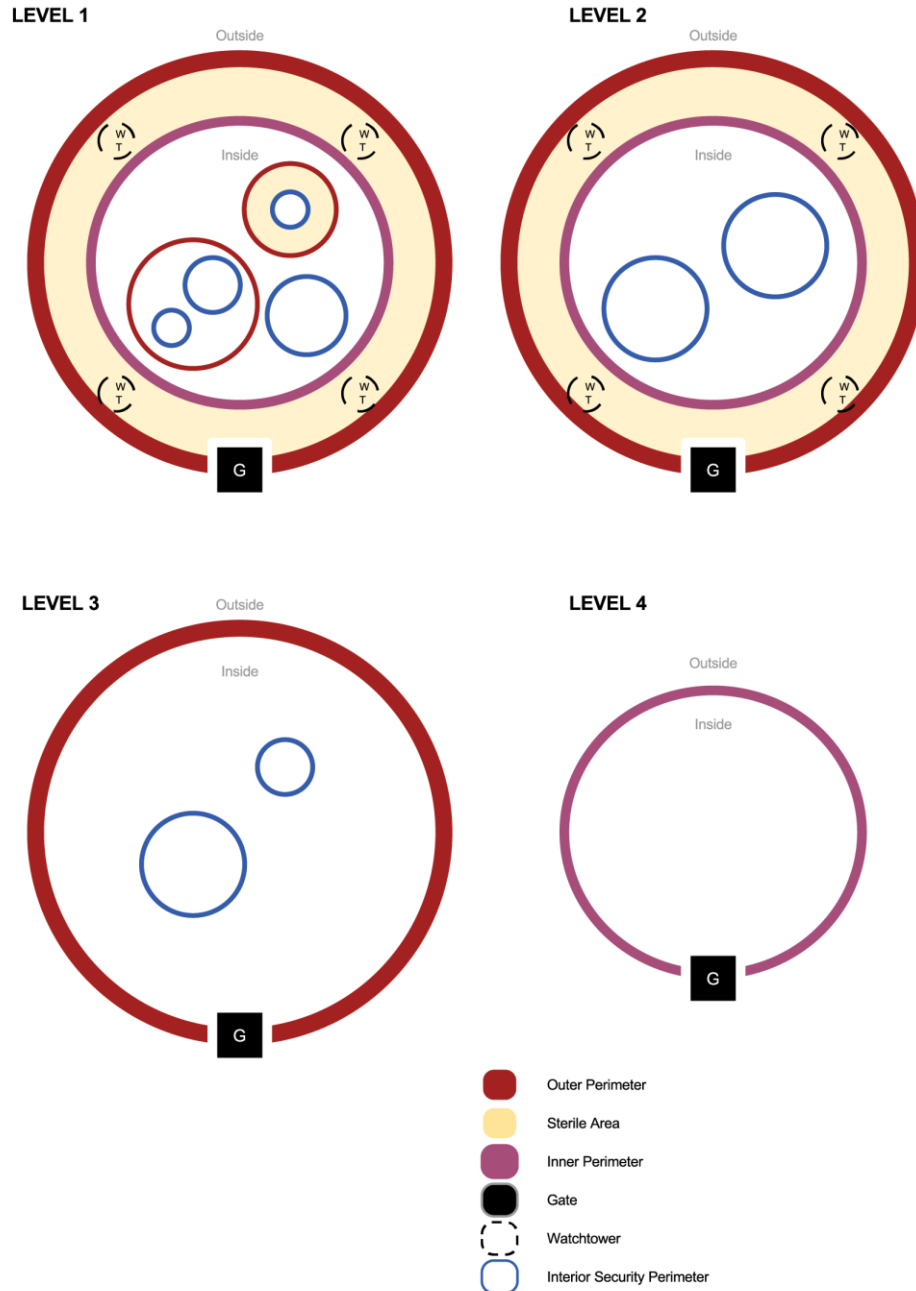 LEVEL 1
LEVEL 2
Outside
Outside
W
T
W
T
W
T
W
T
Inside
Inside
W
T
W
T
W
T
W
T
G
G
LEVEL 3
Outside
LEVEL 4
Inside
Outside
Inside
G
G
Outer Perimeter
Sterile Area
Inner Perimeter
Gate
Watchtower
Interior Security Perimeter